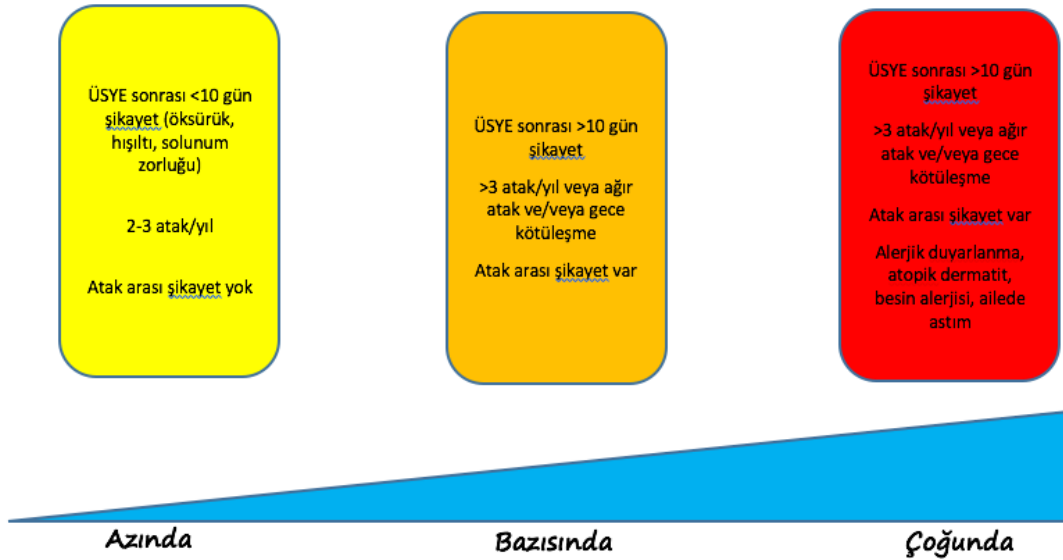 ÜSYE sonrası <10 gün
şikayet (öksürük,
hışıltı, solunum
zorluğu)
2-3 atak/yıl
Atak arası şikayet yok
ÜSYE sonrası >10 gün
şikayet
>3 atak/yıl veya ağır
atak ve/veya gece
kötüleşme
Atak arası şikayet var
ÜSYE sonrası >10 gün
şikayet
>3 atak/yıl veya ağır
atak ve/veya gece
kötüleşme
Atak arası şikayet var
Alerjik duyarlanma,
atopik dermatit,
besin alerjisi, ailede
astım
Azında
Bazısında
Çoğunda